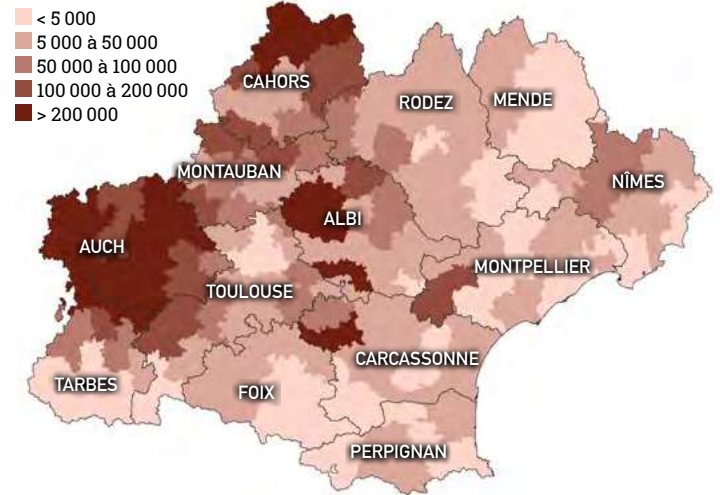 < 5 000
5 000 à 50 000
50 000 à 100 000
100 000 à 200 000
> 200 000
CAHORS
RODEZ
MENDE
MONTAUBAN
NÎMES
ALBI
AUCH
MONTPELLIER
TOULOUSE
CARCASSONNE
TARBES
FOIX
PERPIGNAN